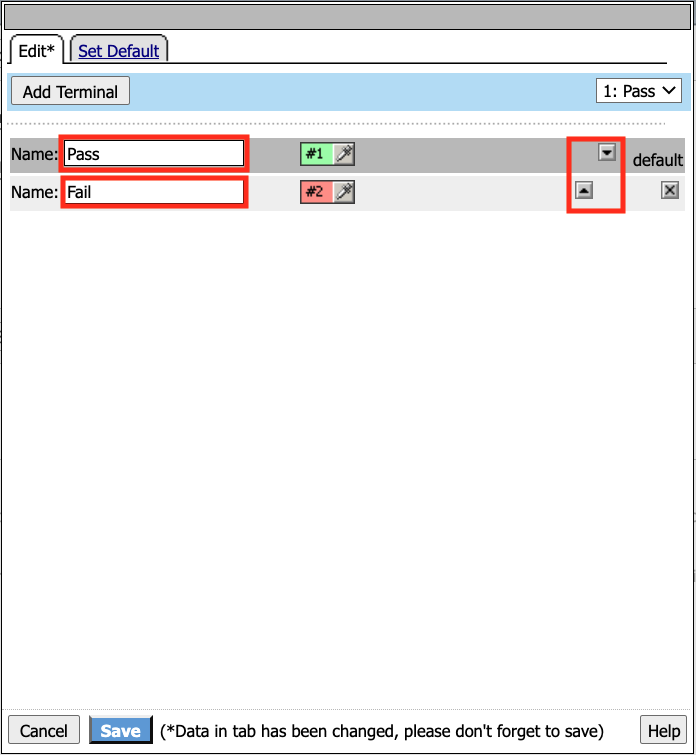 Edit* Set Default
Add Terminal 1: Pass
Name: Pass #1 default
Name: Fail #2
Cancel Save (*Data in tab has been changed, please don't forget to save) Help